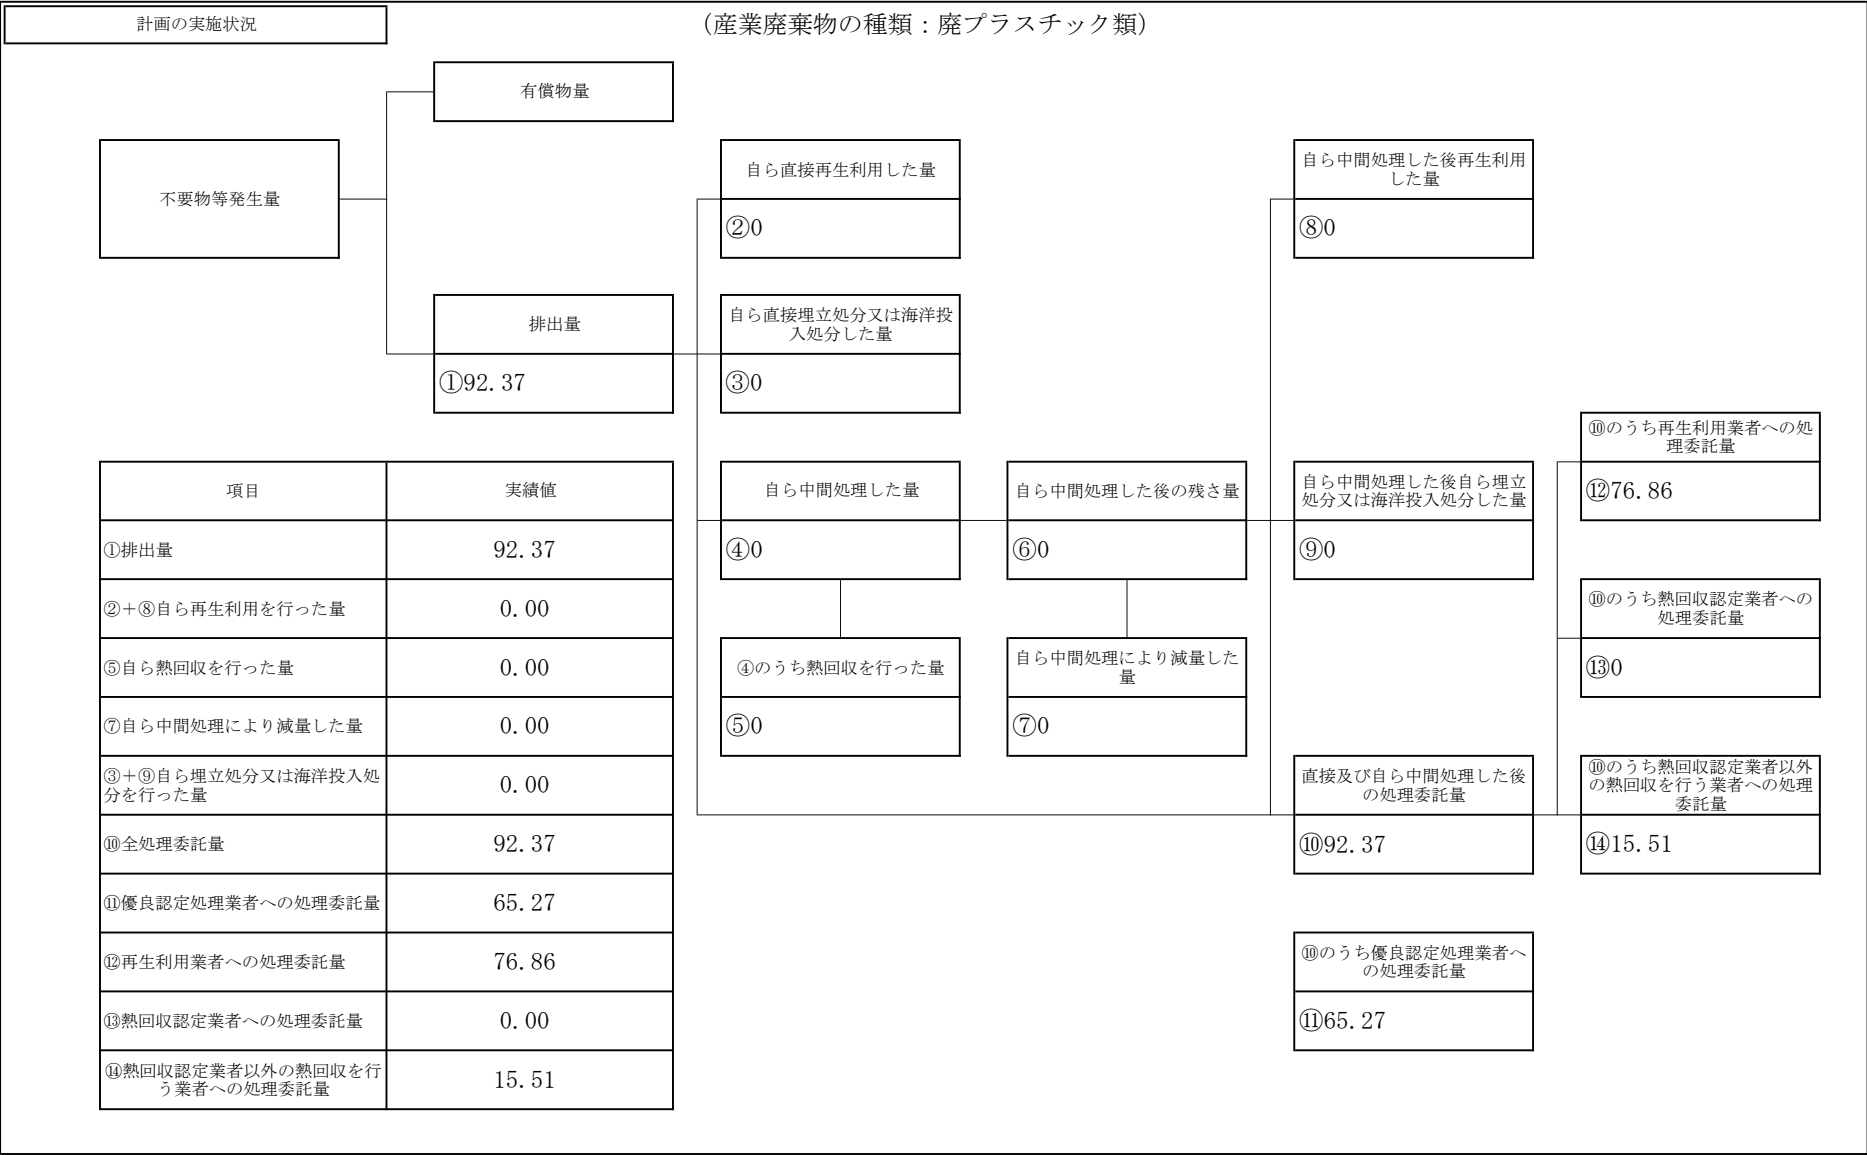 計画の実施状況
（産業廃棄物の種類：廃プラスチック類）
有償物量
不要物等発生量
自ら直接再生利用した量
②0
自ら中間処理した後再生利用
した量
⑧0
排出量
①92.37
自ら直接埋立処分又は海洋投
入処分した量
③0
⑩のうち再生利用業者への処
理委託量
⑫76.86
自ら中間処理した量
④0
自ら中間処理した後の残さ量
⑥0
自ら中間処理した後自ら埋立
処分又は海洋投入処分した量
⑨0
⑩のうち熱回収認定業者への
処理委託量
⑬0
④のうち熱回収を行った量
⑤0
自ら中間処理により減量した
量
⑦0
直接及び自ら中間処理した後
の処理委託量
⑩92.37
⑩のうち熱回収認定業者以外
の熱回収を行う業者への処理
委託量
⑭15.51
⑩のうち優良認定処理業者へ
の処理委託量
⑪65.27
項目 実績値
①排出量 92.37
②＋⑧自ら再生利用を行った量 0.00
⑤自ら熱回収を行った量 0.00
⑦自ら中間処理により減量した量 0.00
③＋⑨自ら埋立処分又は海洋投入処
分を行った量 0.00
⑩全処理委託量 92.37
⑪優良認定処理業者への処理委託量 65.27
⑫再生利用業者への処理委託量 76.86
⑬熱回収認定業者への処理委託量 0.00
⑭熱回収認定業者以外の熱回収を行
う業者への処理委託量 15.51